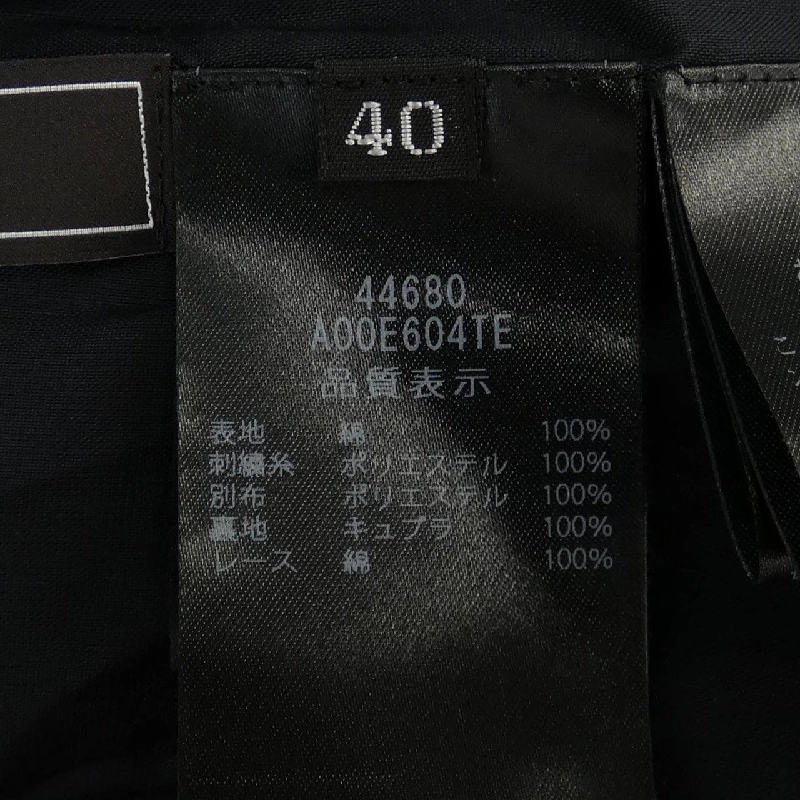 40
44680
A00E604TE
品質表示
表地 綿 100%
刺繍糸 ポリエステル 100%
別布 ポリエステル 100%
裏地 キュプラ 100%
レース 綿 100%